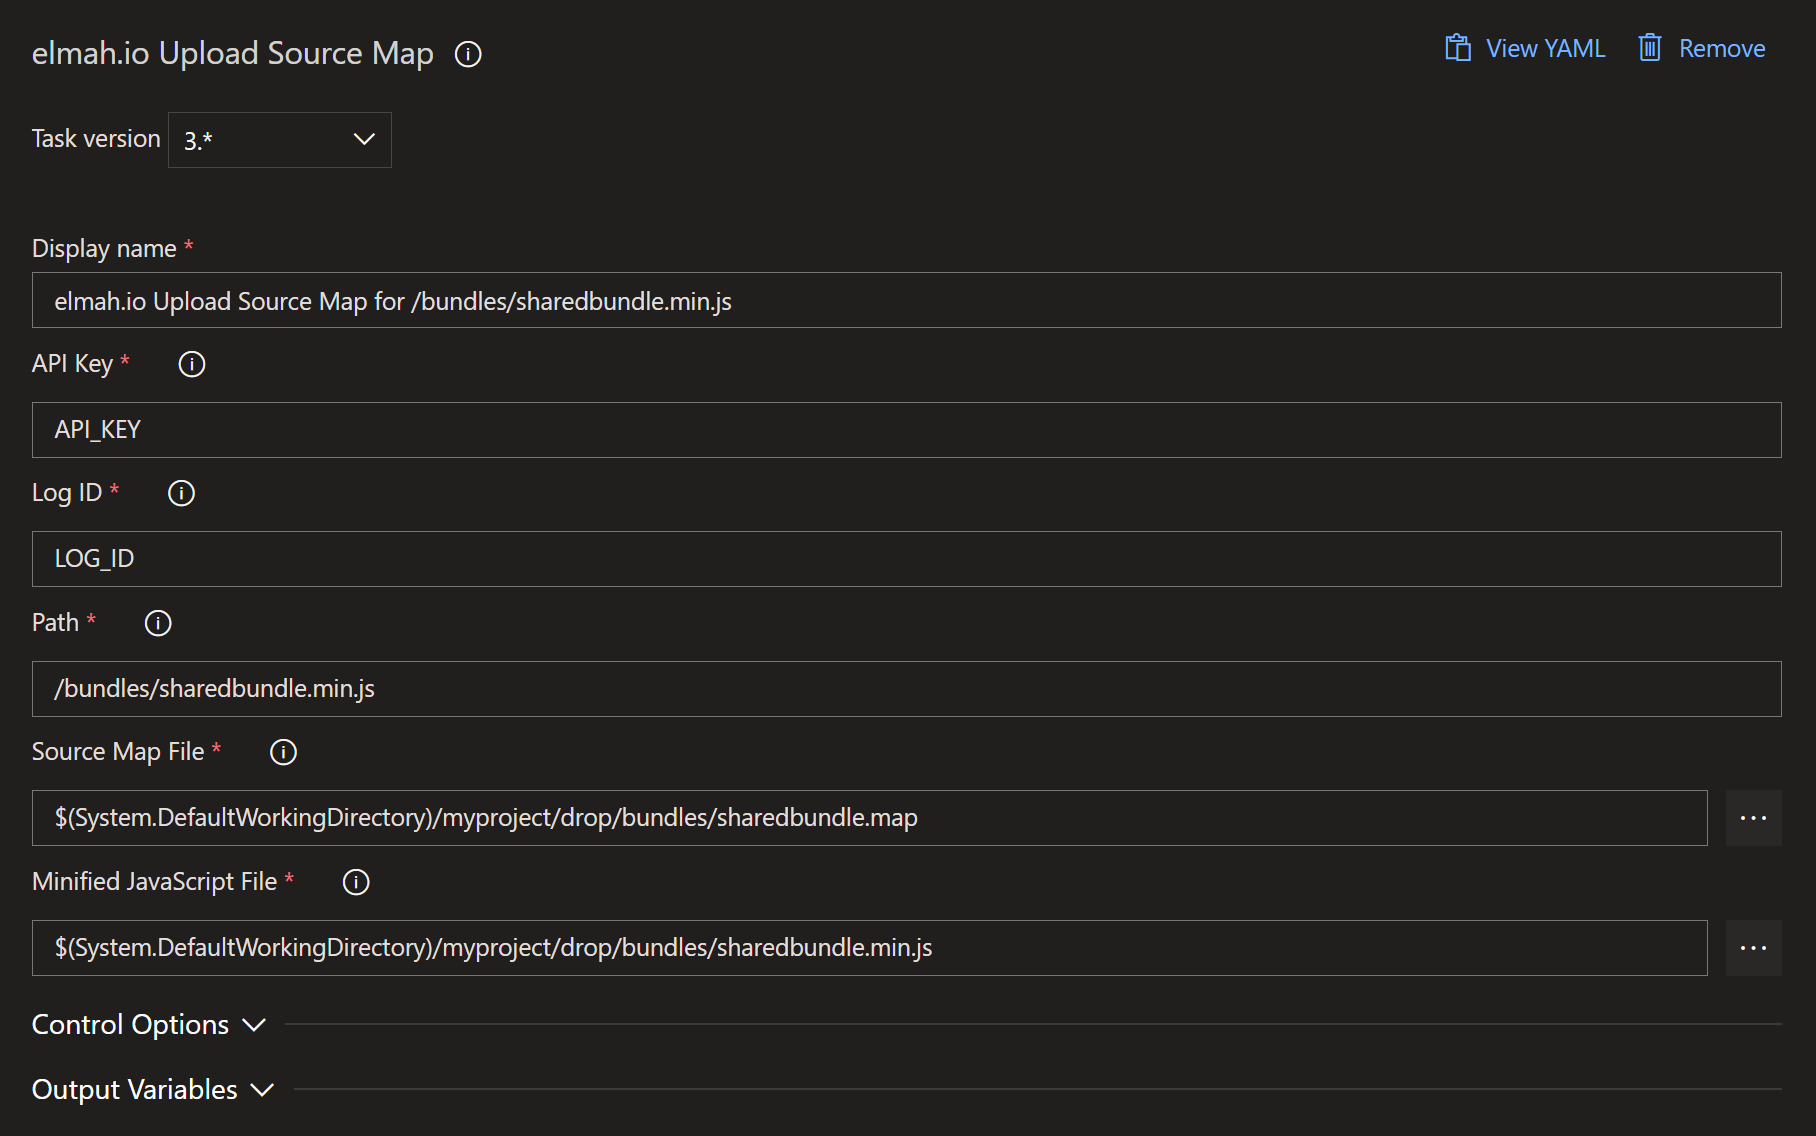 elmah.io Upload Source Map
View YAML
Remove
Task version
3.*
Display name *
elmah.io Upload Source Map for /bundles/sharedbundle.min.js
API Key *
API_KEY
Log ID *
LOG_ID
Path *
/bundles/sharedbundle.min.js
Source Map File *
$(System.DefaultWorkingDirectory)/myproject/drop/bundles/sharedbundle.map
Minified JavaScript File *
$(System.DefaultWorkingDirectory)/myproject/drop/bundles/sharedbundle.min.js
Control Options
Output Variables